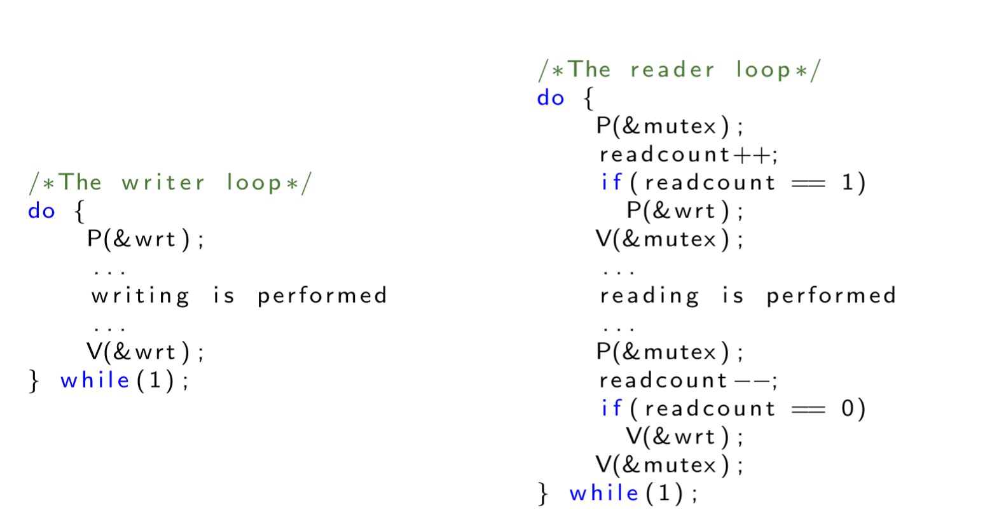 /*The writer loop*/
do {
P(&wrt);
...
writing is performed
...
V(&wrt);
} while(1);
/*The reader loop*/
do {
P(&mutex);
readcount++;
if(readcount == 1)
P(&wrt);
V(&mutex);
...
reading is performed
...
P(&mutex);
readcount--;
if(readcount == 0)
V(&wrt);
V(&mutex);
} while(1);